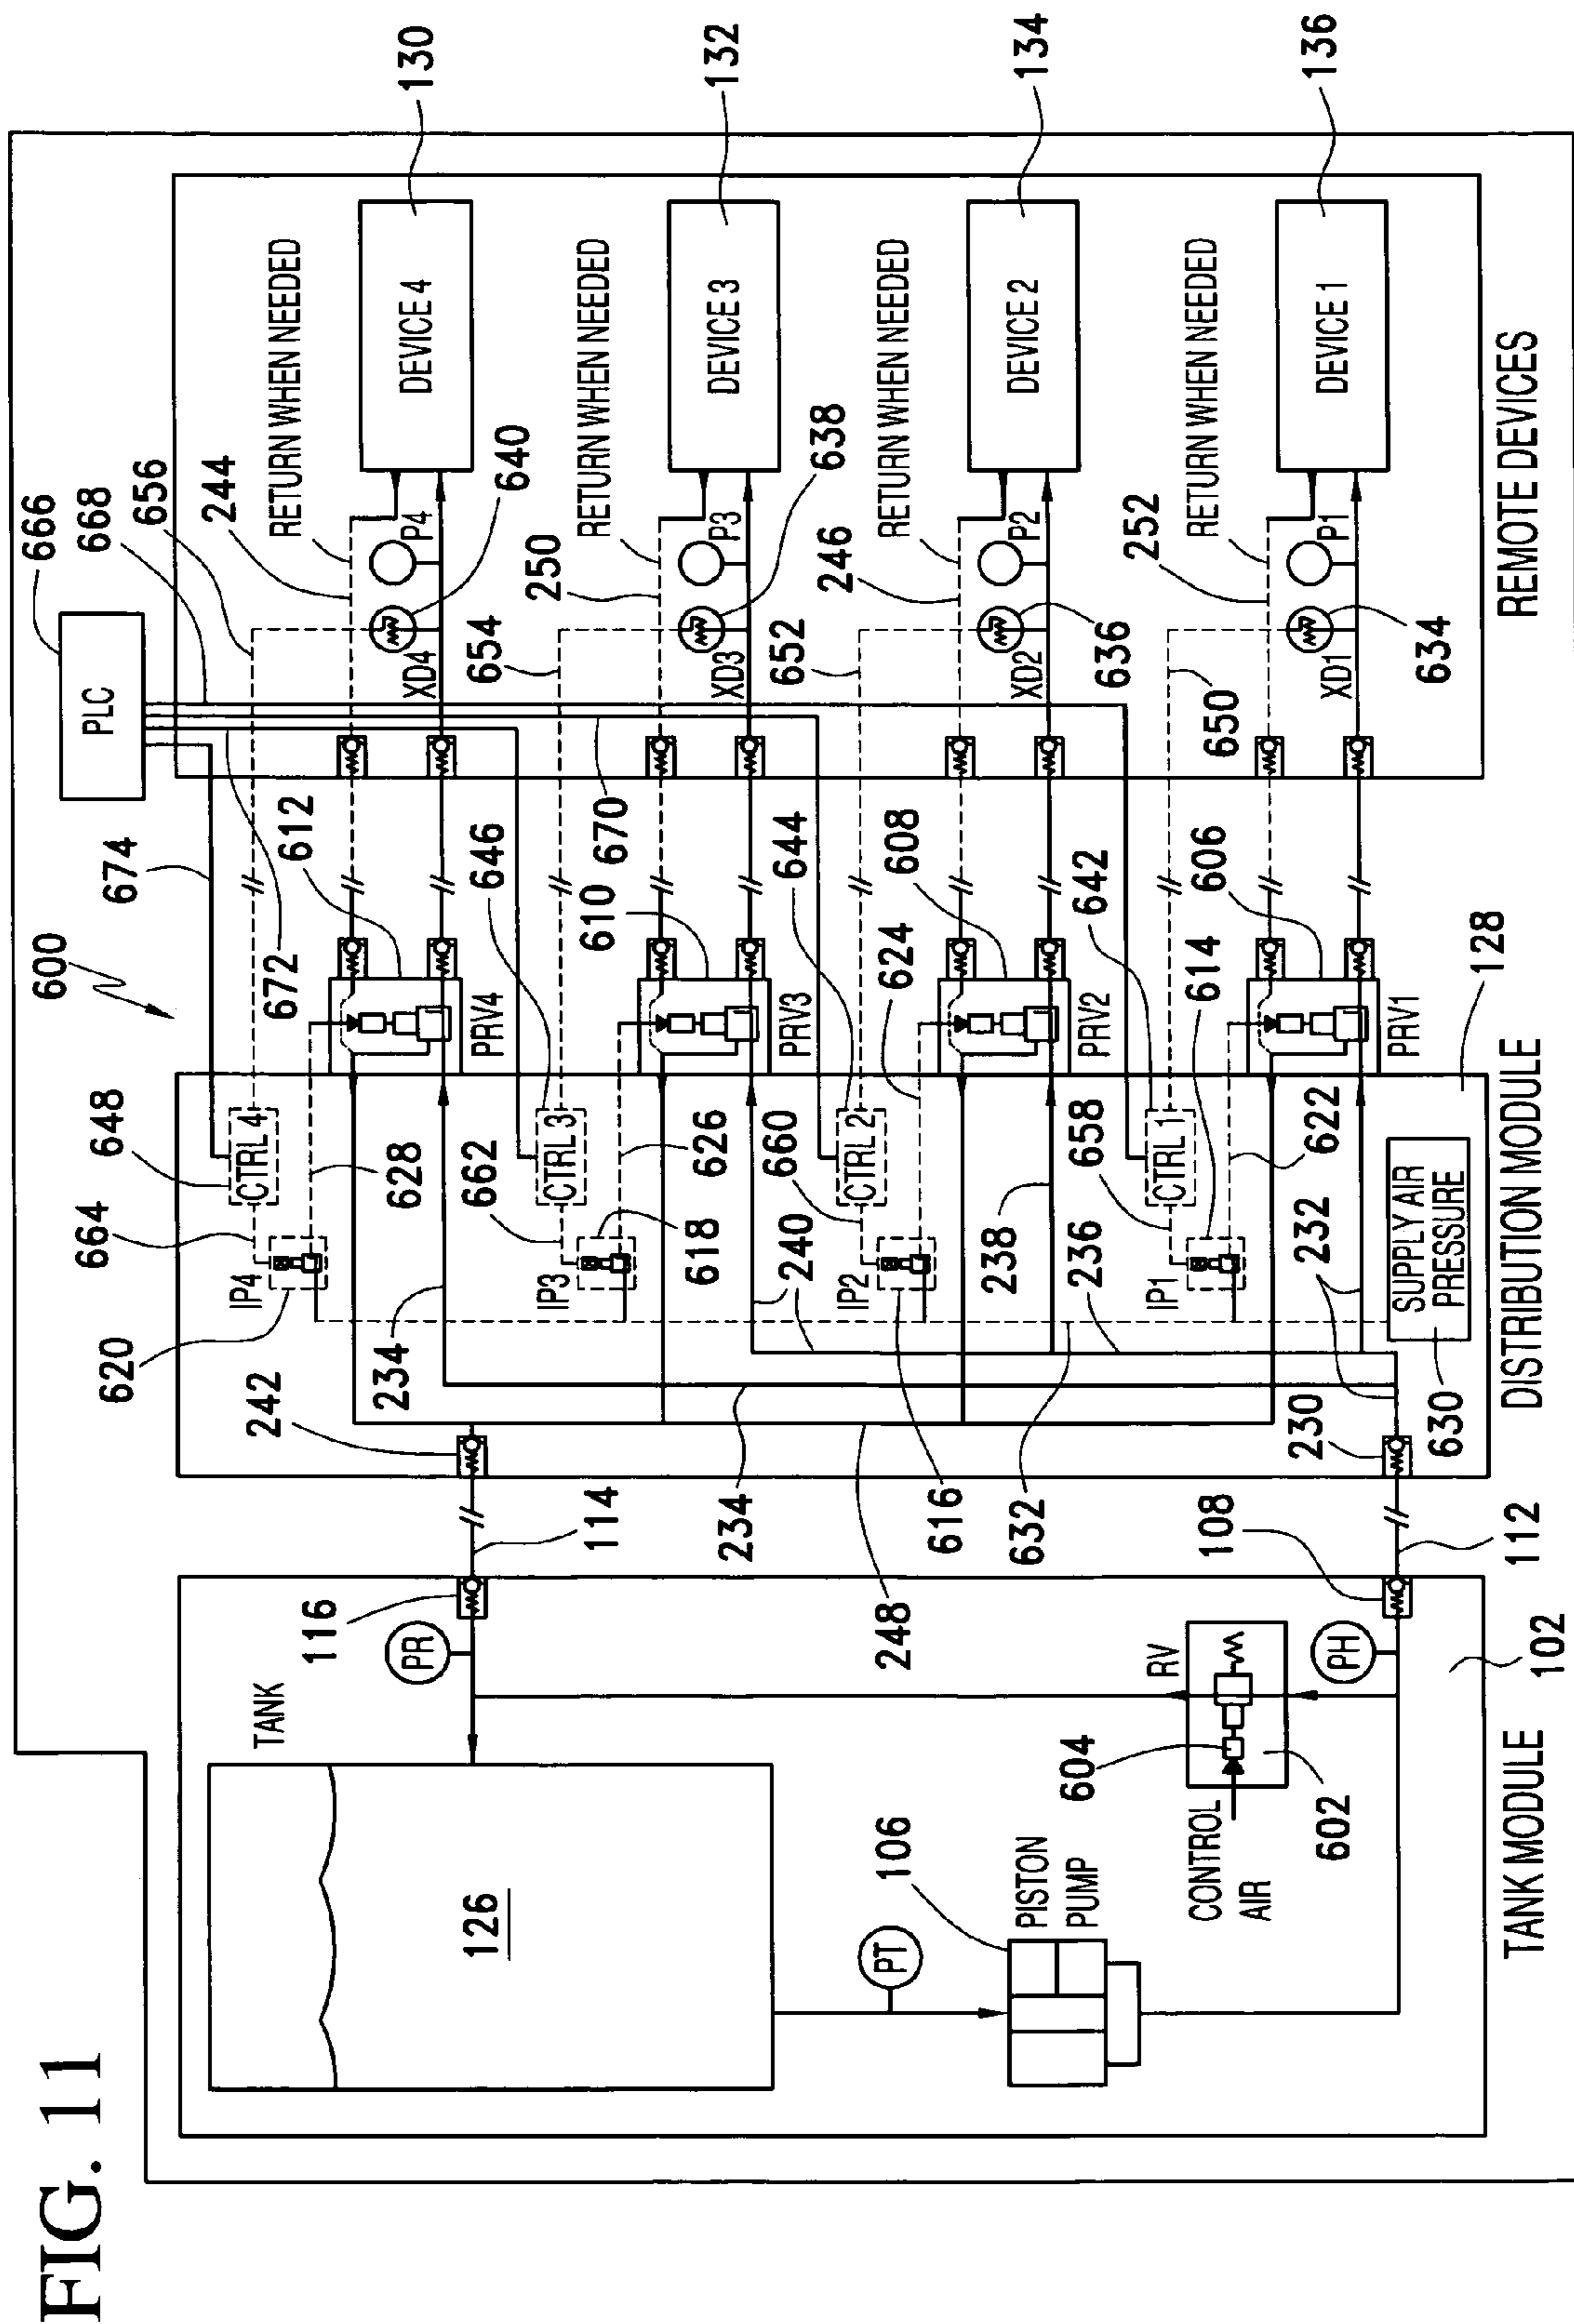 FIG. 11
600
666
PLC
668
656
674
672
244
RETURN WHEN NEEDED
DEVICE 4
130
P4
XD4
640
612
PRV4
648
CTRL 4
664
IP4
620
628
234
654
250
RETURN WHEN NEEDED
DEVICE 3
132
P3
XD3
638
670
646
610
PRV3
CTRL 3
662
IP3
618
626
240
652
246
RETURN WHEN NEEDED
DEVICE 2
134
P2
XD2
636
644
608
624
PRV2
CTRL 2
660
IP2
616
238
236
650
252
RETURN WHEN NEEDED
DEVICE 1
136
P1
XD1
634
642
606
614
PRV1
CTRL 1
658
IP1
622
232
SUPPLY AIR
PRESSURE
630
632
128
242
230
234
248
114
112
116
108
TANK
126
PR
PT
PH
RV
106
PISTON
PUMP
CONTROL
AIR
604
602
102
TANK MODULE
DISTRIBUTION MODULE
REMOTE DEVICES